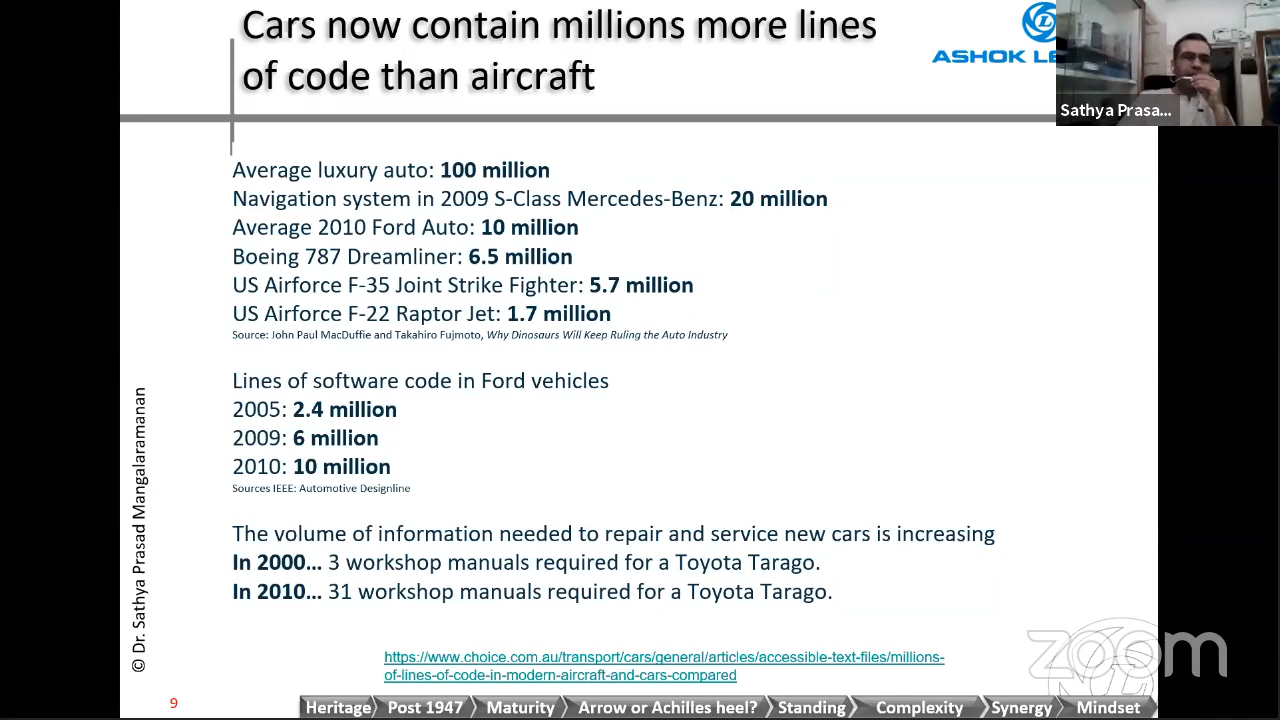 Cars now contain millions more lines
of code than aircraft
ASHOK LE
Sathya Prasa...
Average luxury auto: 100 million
Navigation system in 2009 S-Class Mercedes-Benz: 20 million
Average 2010 Ford Auto: 10 million
Boeing 787 Dreamliner: 6.5 million
US Airforce F-35 Joint Strike Fighter: 5.7 million
US Airforce F-22 Raptor Jet: 1.7 million
Source: John Paul MacDuffie and Takahiro Fujmoto, Why Dinosaurs Will Keep Ruling the Auto Industry
Lines of software code in Ford vehicles
2005: 2.4 million
2009: 6 million
2010: 10 million
Sources IEEE: Automotive Designline
The volume of information needed to repair and service new cars is increasing
In 2000... 3 workshop manuals required for a Toyota Tarago.
In 2010... 31 workshop manuals required for a Toyota Tarago.
© Dr. Sathya Prasad Mangalaramanan
https://www.choice.com.au/transport/cars/general/articles/accessible-text-files/millions-
of-lines-of-code-in-modern-aircraft-and-cars-compared
zoom
9
Heritage Post 1947 Maturity Arrow or Achilles heel? Standing Complexity Synergy Mindset